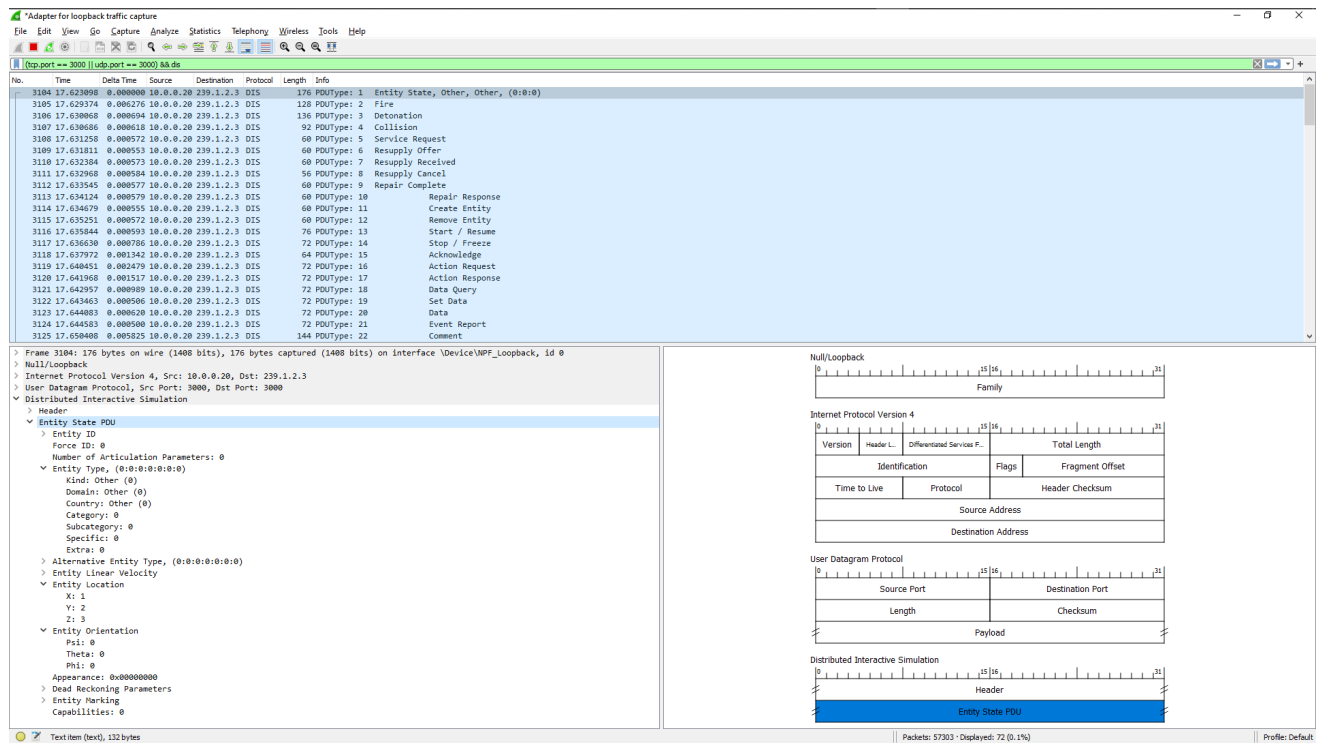 *Adapter for loopback traffic capture
File Edit View Go Capture Analyze Statistics Telephony Wireless Tools Help
(tcp.port == 3000 || udp.port == 3000) && dis
No. Time Delta Time Source Destination Protocol Length Info
3104 17.623098 0.000000 10.0.0.20 239.1.2.3 DIS 176 PDUType: 1 Entity State, Other, Other, (0:0:0)
3105 17.629374 0.006276 10.0.0.20 239.1.2.3 DIS 128 PDUType: 2 Fire
3106 17.630068 0.000694 10.0.0.20 239.1.2.3 DIS 136 PDUType: 3 Detonation
3107 17.630686 0.000618 10.0.0.20 239.1.2.3 DIS 92 PDUType: 4 Collision
3108 17.631258 0.000572 10.0.0.20 239.1.2.3 DIS 60 PDUType: 5 Service Request
3109 17.631811 0.000553 10.0.0.20 239.1.2.3 DIS 60 PDUType: 6 Resupply Offer
3110 17.632384 0.000573 10.0.0.20 239.1.2.3 DIS 60 PDUType: 7 Resupply Received
3111 17.632968 0.000584 10.0.0.20 239.1.2.3 DIS 56 PDUType: 8 Resupply Cancel
3112 17.633545 0.000577 10.0.0.20 239.1.2.3 DIS 60 PDUType: 9 Repair Complete
3113 17.634124 0.000579 10.0.0.20 239.1.2.3 DIS 60 PDUType: 10 Repair Response
3114 17.634679 0.000555 10.0.0.20 239.1.2.3 DIS 60 PDUType: 11 Create Entity
3115 17.635251 0.000572 10.0.0.20 239.1.2.3 DIS 60 PDUType: 12 Remove Entity
3116 17.635844 0.000593 10.0.0.20 239.1.2.3 DIS 76 PDUType: 13 Start / Resume
3117 17.636630 0.000786 10.0.0.20 239.1.2.3 DIS 72 PDUType: 14 Stop / Freeze
3118 17.637972 0.001342 10.0.0.20 239.1.2.3 DIS 64 PDUType: 15 Acknowledge
3119 17.640451 0.002479 10.0.0.20 239.1.2.3 DIS 72 PDUType: 16 Action Request
3120 17.641968 0.001517 10.0.0.20 239.1.2.3 DIS 72 PDUType: 17 Action Response
3121 17.642957 0.000989 10.0.0.20 239.1.2.3 DIS 72 PDUType: 18 Data Query
3122 17.643463 0.000506 10.0.0.20 239.1.2.3 DIS 72 PDUType: 19 Set Data
3123 17.644083 0.000620 10.0.0.20 239.1.2.3 DIS 72 PDUType: 20 Data
3124 17.644583 0.000500 10.0.0.20 239.1.2.3 DIS 72 PDUType: 21 Event Report
3125 17.650408 0.005825 10.0.0.20 239.1.2.3 DIS 144 PDUType: 22 Comment
Frame 3104: 176 bytes on wire (1408 bits), 176 bytes captured (1408 bits) on interface \Device\NPF_Loopback, id 0
Null/Loopback
Internet Protocol Version 4, Src: 10.0.0.20, Dst: 239.1.2.3
User Datagram Protocol, Src Port: 3000, Dst Port: 3000
Distributed Interactive Simulation
Header
Entity State PDU
Entity ID
Force ID: 0
Number of Articulation Parameters: 0
Entity Type, (0:0:0:0:0:0:0)
Kind: Other (0)
Domain: Other (0)
Country: Other (0)
Category: 0
Subcategory: 0
Specific: 0
Extra: 0
Alternative Entity Type, (0:0:0:0:0:0:0)
Entity Linear Velocity
Entity Location
X: 1
Y: 2
Z: 3
Entity Orientation
Psi: 0
Theta: 0
Phi: 0
Appearance: 0x00000000
Dead Reckoning Parameters
Entity Marking
Capabilities: 0
Null/Loopback
0 15 16 31
Family
Internet Protocol Version 4
0 15 16 31
Version Header L... Differentiated Services F... Total Length
Identification Flags Fragment Offset
Time to Live Protocol Header Checksum
Source Address
Destination Address
User Datagram Protocol
0 15 16 31
Source Port Destination Port
Length Checksum
Payload
Distributed Interactive Simulation
0 15 16 31
Header
Entity State PDU
Text item (text), 132 bytes Packets: 57303 · Displayed: 72 (0.1%) Profile: Default